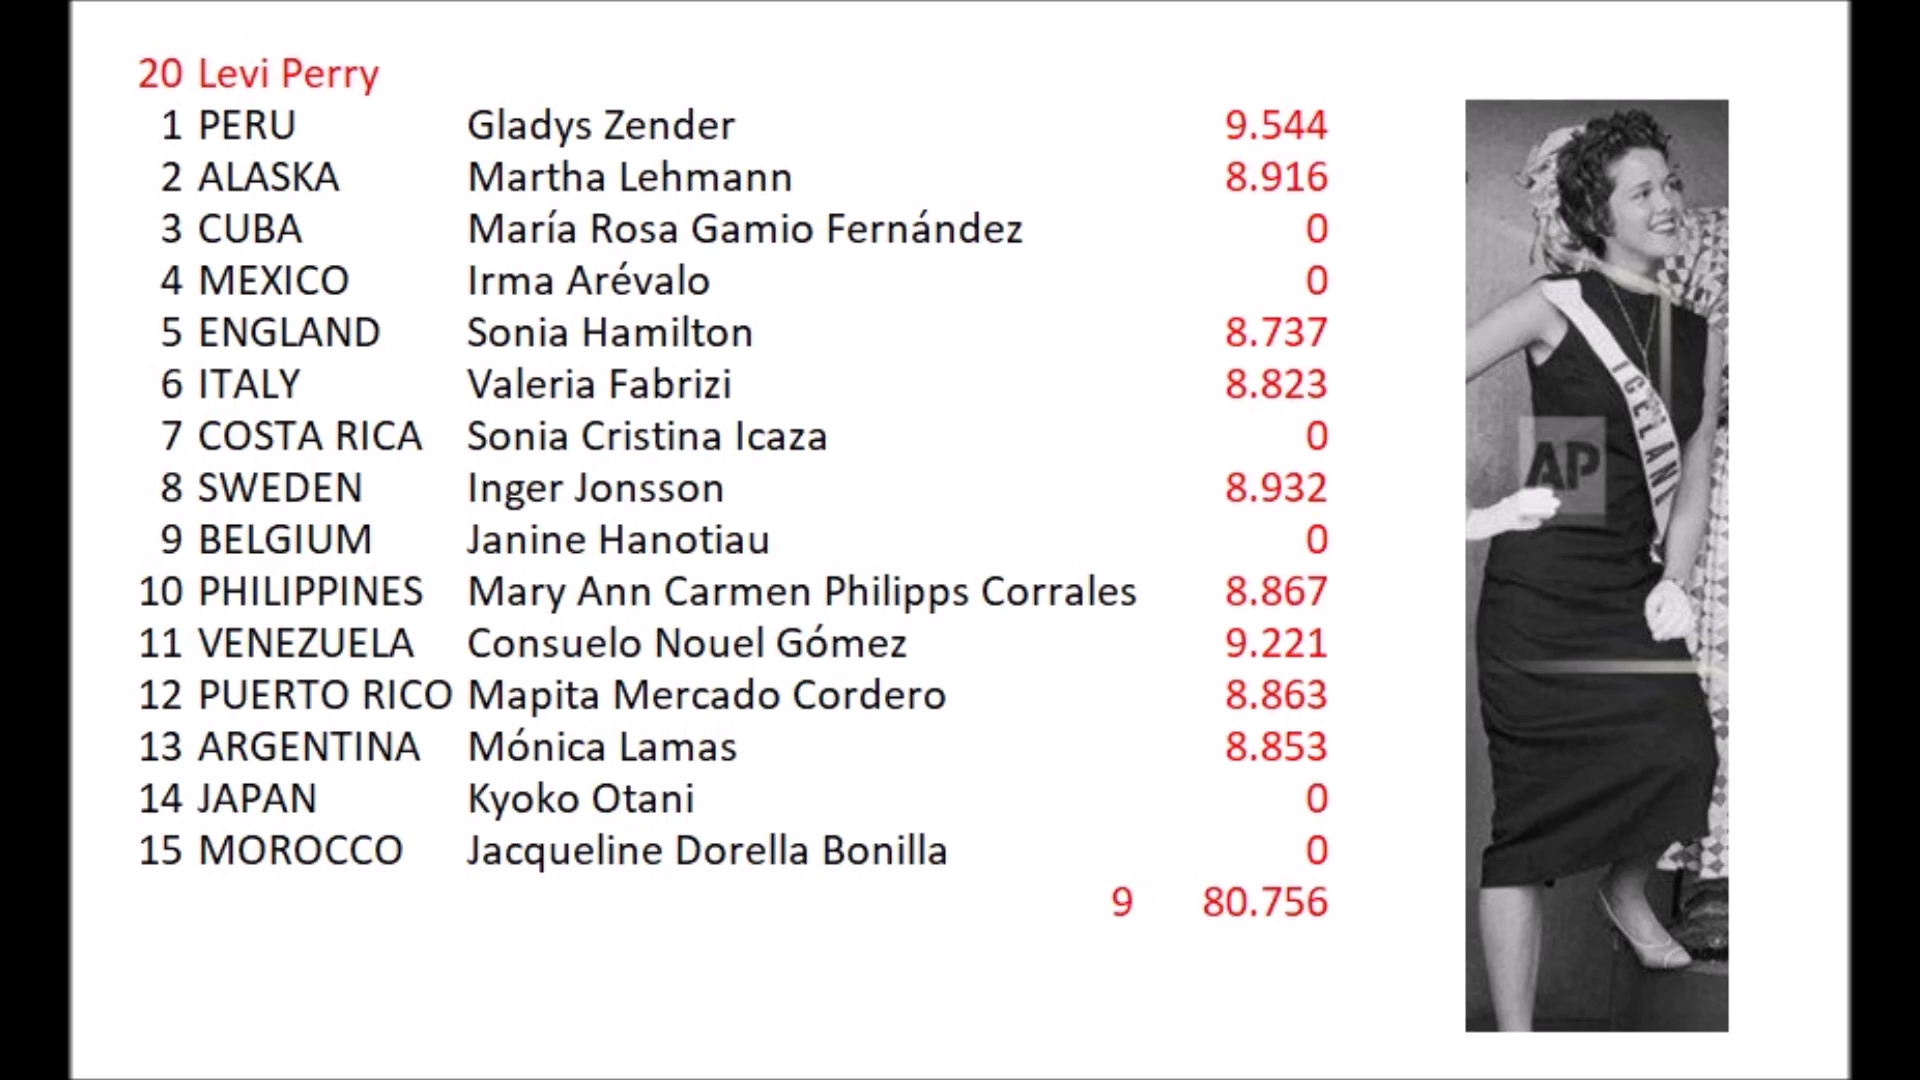 20 Levi Perry
1 PERU Gladys Zender 9.544
2 ALASKA Martha Lehmann 8.916
3 CUBA María Rosa Gamio Fernández 0
4 MEXICO Irma Arévalo 0
5 ENGLAND Sonia Hamilton 8.737
6 ITALY Valeria Fabrizi 8.823
7 COSTA RICA Sonia Cristina Icaza 0
8 SWEDEN Inger Jonsson 8.932
9 BELGIUM Janine Hanotiau 0
10 PHILIPPINES Mary Ann Carmen Philipps Corrales 8.867
11 VENEZUELA Consuelo Nouel Gómez 9.221
12 PUERTO RICO Mapita Mercado Cordero 8.863
13 ARGENTINA Mónica Lamas 8.853
14 JAPAN Kyoko Otani 0
15 MOROCCO Jacqueline Dorella Bonilla 0
9 80.756
ICELAND
AP